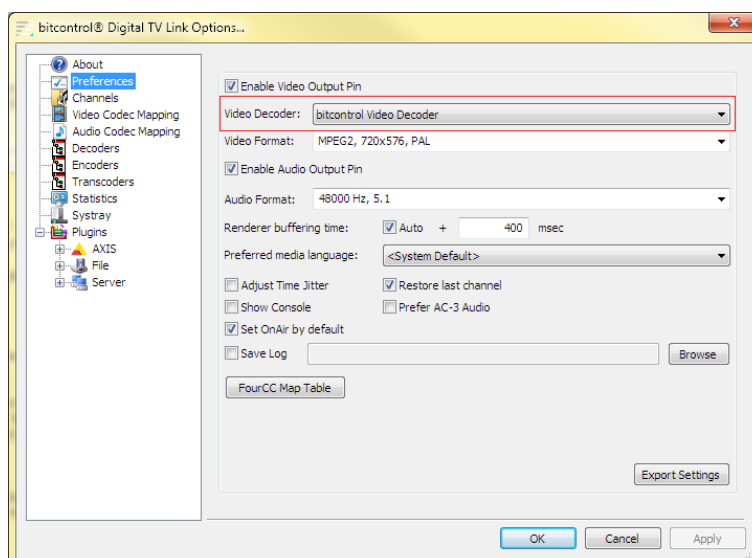 bitcontrol® Digital TV Link Options...
About
Preferences
Channels
Video Codec Mapping
Audio Codec Mapping
Decoders
Encoders
Transcoders
Statistics
Systray
Plugins
AXIS
File
Server
Enable Video Output Pin
Video Decoder: bitcontrol Video Decoder
Video Format: MPEG2, 720x576, PAL
Enable Audio Output Pin
Audio Format: 48000 Hz, 5.1
Renderer buffering time: Auto + 400 msec
Preferred media language: <System Default>
Adjust Time Jitter Restore last channel
Show Console Prefer AC-3 Audio
Set OnAir by default
Save Log Browse
FourCC Map Table
Export Settings
OK Cancel Apply